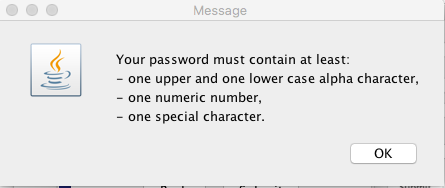 Message
Your password must contain at least:
- one upper and one lower case alpha character,
- one numeric number,
- one special character.
OK